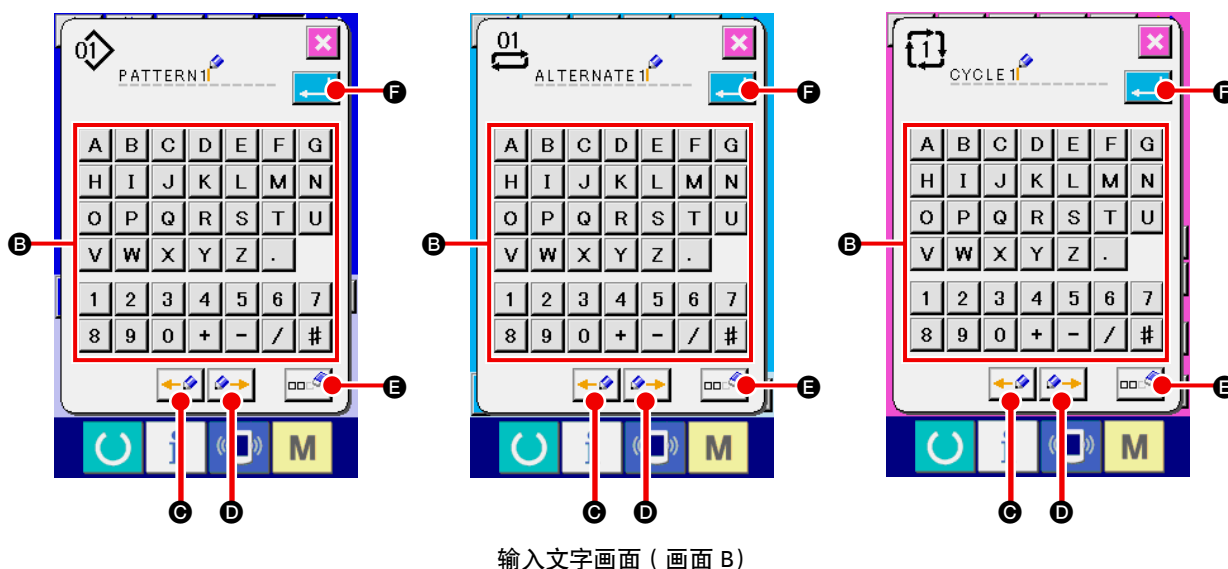 01 01 1
PATTERN1 ALTERNATE1 CYCLE1
F F F
A B C D E F G A B C D E F G A B C D E F G
H I J K L M N H I J K L M N H I J K L M N
O P Q R S T U O P Q R S T U O P Q R S T U
B B B
V W X Y Z . V W X Y Z . V W X Y Z .
1 2 3 4 5 6 7 1 2 3 4 5 6 7 1 2 3 4 5 6 7
8 9 0 + - / # 8 9 0 + - / # 8 9 0 + - / #
E E E
i M i M i M
C D C D C D
输入文字画面 ( 画面 B)